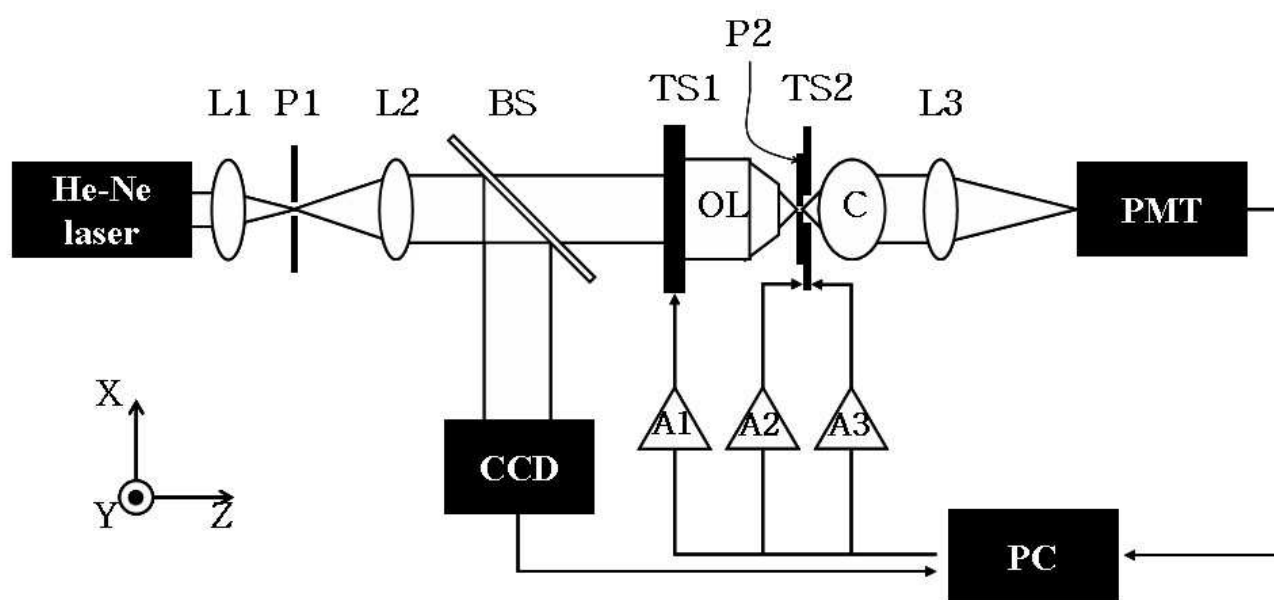 P2
L1 P1 L2 BS TS1 TS2 L3
He-Ne
laser
OL C PMT
X
A1 A2 A3
CCD
Y Z
PC